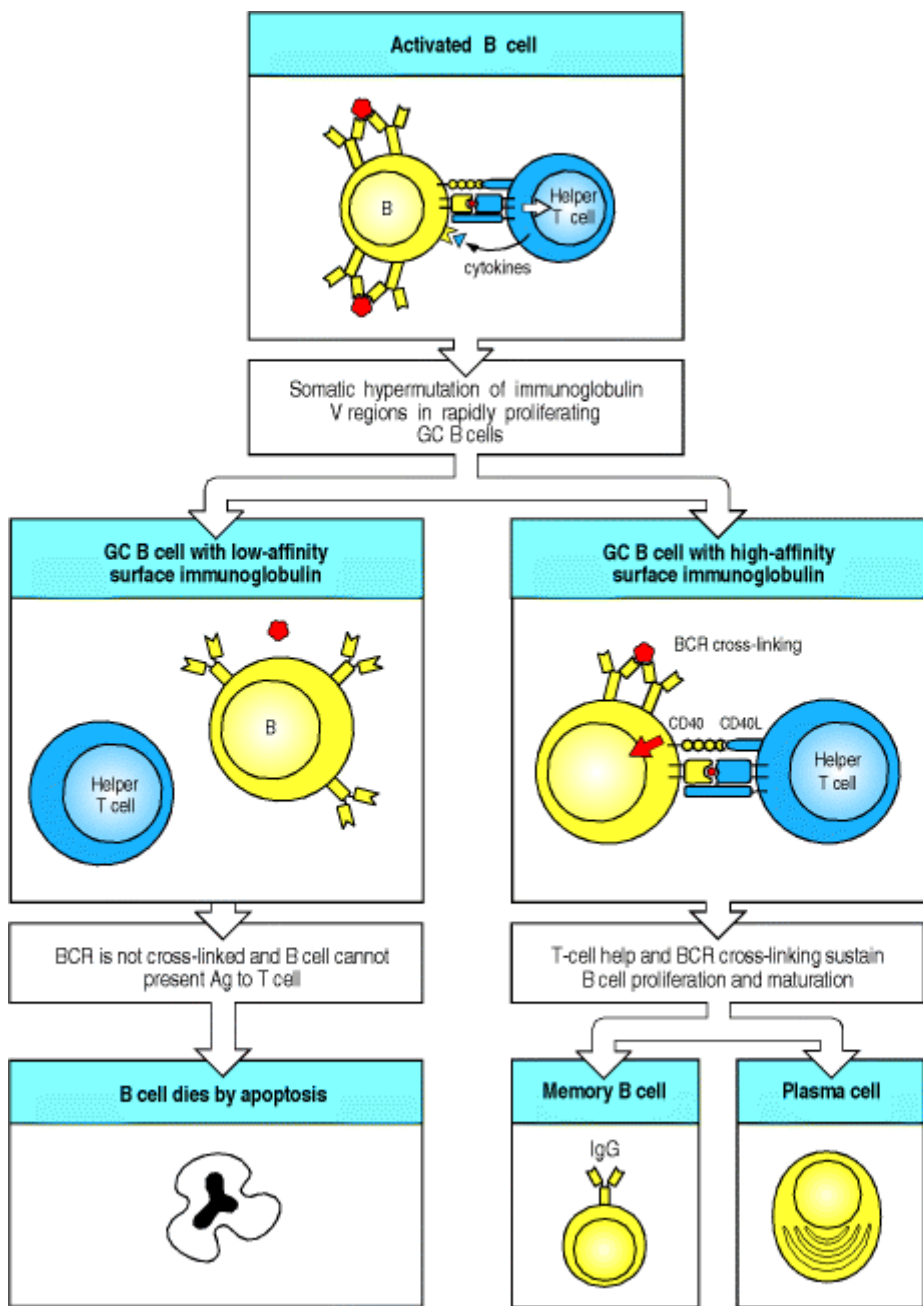 Activated B cell
B
Helper
T cell
cytokines
Somatic hypermutation of immunoglobulin
V regions in rapidly proliferating
GC B cells
GC B cell with low-affinity
surface immunoglobulin
B
Helper
T cell
GC B cell with high-affinity
surface immunoglobulin
BCR cross-linking
CD40 CD40L
Helper
T cell
BCR is not cross-linked and B cell cannot
present Ag to T cell
T-cell help and BCR cross-linking sustain
B cell proliferation and maturation
B cell dies by apoptosis
Memory B cell
IgG
Plasma cell